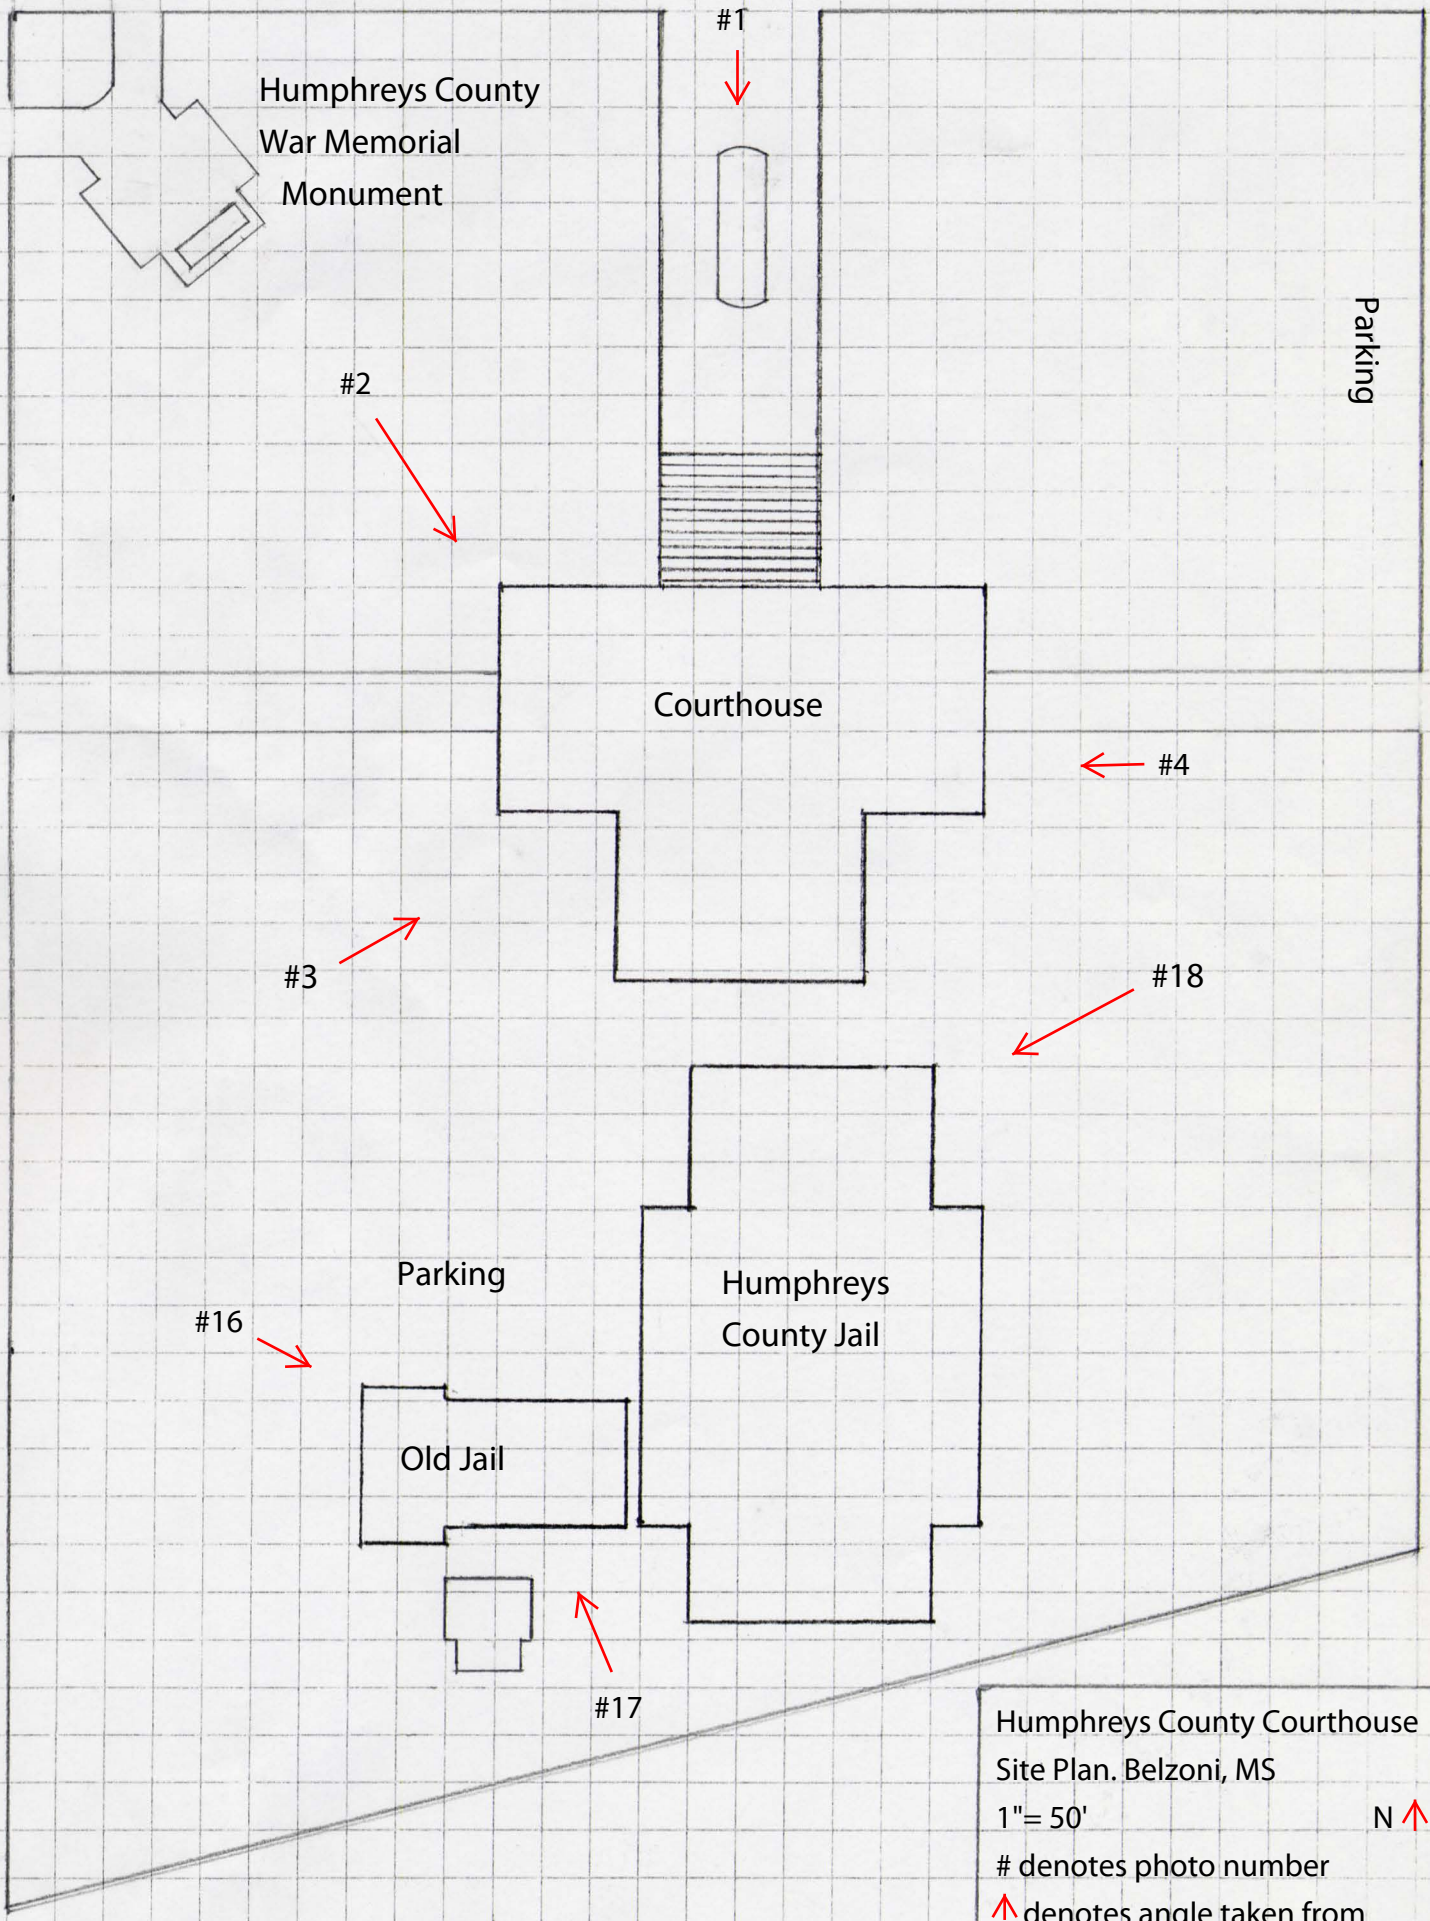 #1
Humphreys County
War Memorial
Monument
Parking
#2
Courthouse
#4
#3
#18
Parking
Humphreys
County Jail
#16
Old Jail
#17
Humphreys County Courthouse
Site Plan. Belzoni, MS
1"= 50'
N
# denotes photo number
denotes angle taken from